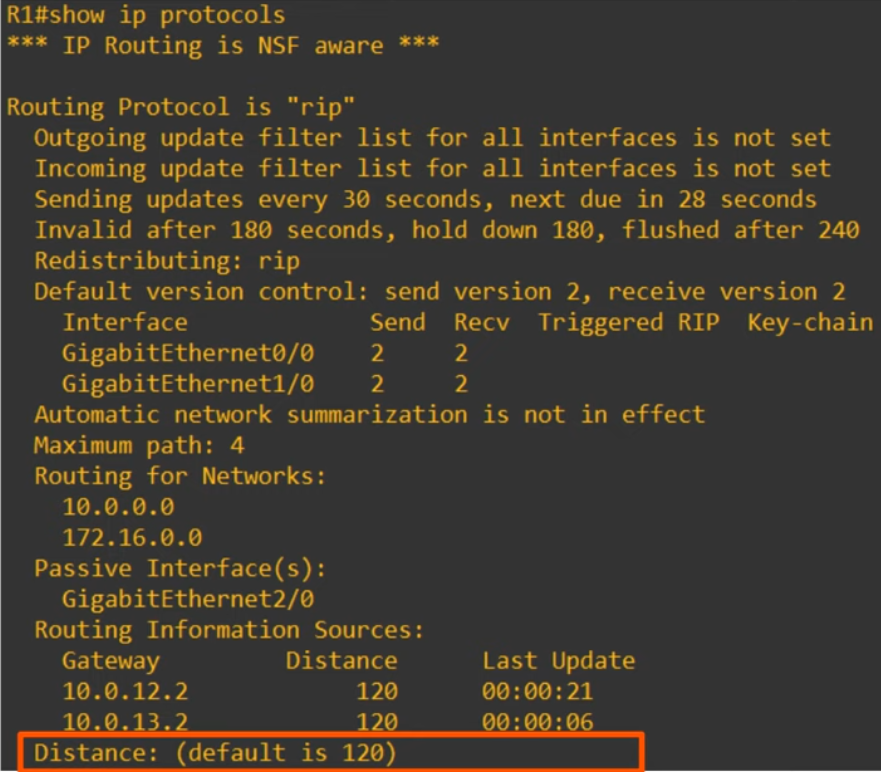 R1#show ip protocols
*** IP Routing is NSF aware ***
Routing Protocol is "rip"
Outgoing update filter list for all interfaces is not set
Incoming update filter list for all interfaces is not set
Sending updates every 30 seconds, next due in 28 seconds
Invalid after 180 seconds, hold down 180, flushed after 240
Redistributing: rip
Default version control: send version 2, receive version 2
Interface Send Recv Triggered RIP Key-chain
GigabitEthernet0/0 2 2
GigabitEthernet1/0 2 2
Automatic network summarization is not in effect
Maximum path: 4
Routing for Networks:
10.0.0.0
172.16.0.0
Passive Interface(s):
GigabitEthernet2/0
Routing Information Sources:
Gateway Distance Last Update
10.0.12.2 120 00:00:21
10.0.13.2 120 00:00:06
Distance: (default is 120)